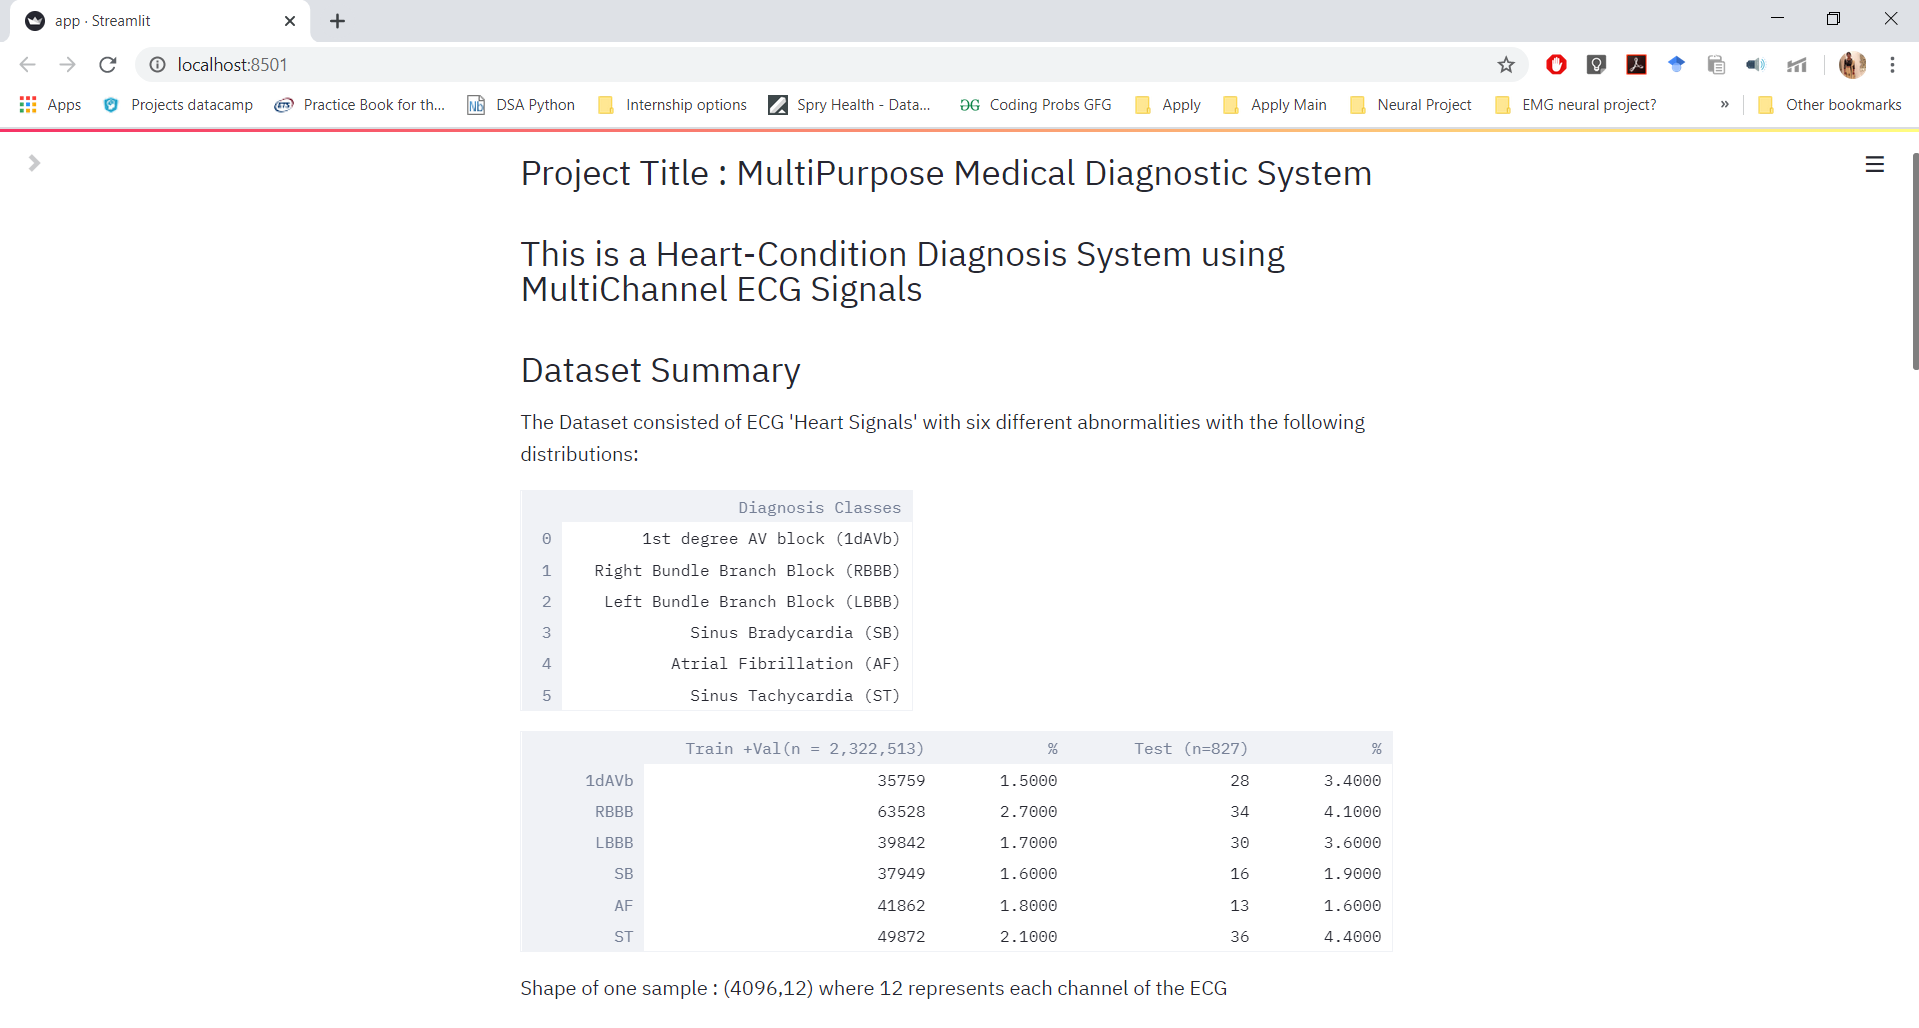 app · Streamlit
localhost:8501
Apps Projects datacamp Practice Book for th... DSA Python Internship options Spry Health - Data... Coding Probs GFG Apply Apply Main Neural Project EMG neural project? » Other bookmarks
Project Title : MultiPurpose Medical Diagnostic System
This is a Heart-Condition Diagnosis System using
MultiChannel ECG Signals
Dataset Summary
The Dataset consisted of ECG 'Heart Signals' with six different abnormalities with the following
distributions:
Diagnosis Classes
0 1st degree AV block (1dAVb)
1 Right Bundle Branch Block (RBBB)
2 Left Bundle Branch Block (LBBB)
3 Sinus Bradycardia (SB)
4 Atrial Fibrillation (AF)
5 Sinus Tachycardia (ST)
Train +Val(n = 2,322,513) % Test (n=827) %
1dAVb 35759 1.5000 28 3.4000
RBBB 63528 2.7000 34 4.1000
LBBB 39842 1.7000 30 3.6000
SB 37949 1.6000 16 1.9000
AF 41862 1.8000 13 1.6000
ST 49872 2.1000 36 4.4000
Shape of one sample : (4096,12) where 12 represents each channel of the ECG